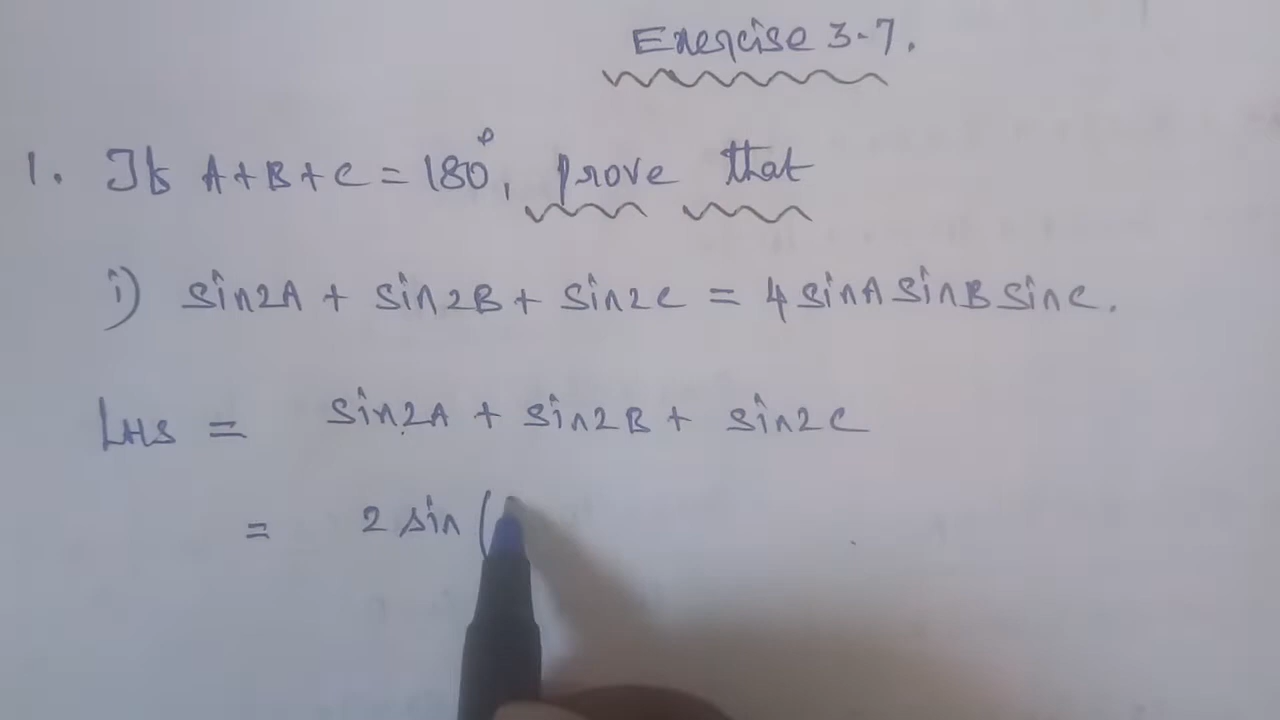 Exercise 3-7.
1. If A+B+C = 180°, prove that
i) sin2A + sin2B + sin2C = 4 sinA sinB sinC.
LHS = sin2A + sin2B + sin2C
= 2 sin (